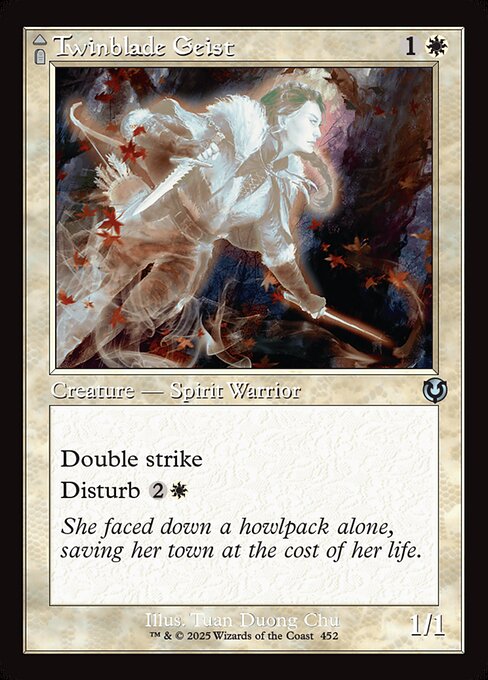 Twinblade Geist 1
Creature — Spirit Warrior
Double strike
Disturb 2
She faced down a howlpack alone,
saving her town at the cost of her life.
Illus. Tuan Duong Chu
™ & © 2025 Wizards of the Coast 452
1/1